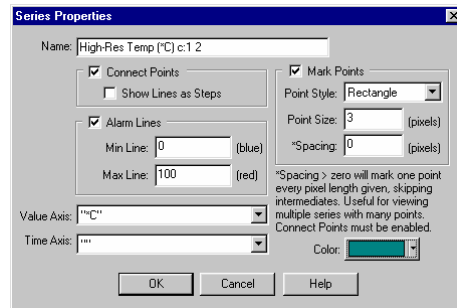 Series Properties
Name: High-Res Temp (*C) c:1 2
Connect Points
Show Lines as Steps
Alarm Lines
Min Line: 0 (blue)
Max Line: 100 (red)
Value Axis: "*C"
Time Axis: ""
Mark Points
Point Style: Rectangle
Point Size: 3 (pixels)
*Spacing: 0 (pixels)
*Spacing > zero will mark one point
every pixel length given, skipping
intermediates. Useful for viewing
multiple series with many points.
Connect Points must be enabled.
Color:
OK Cancel Help